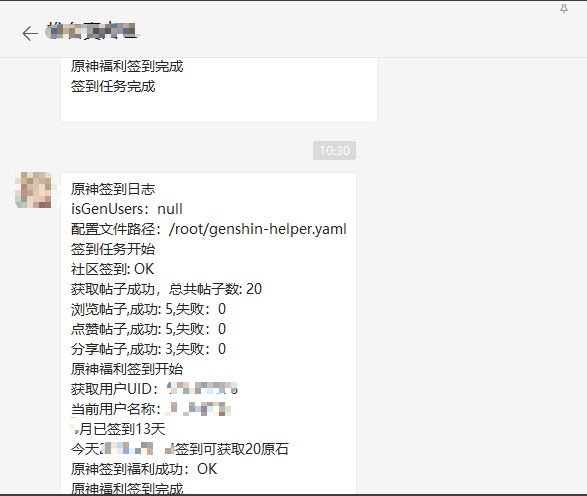 原神福利签到完成
签到任务完成
10:30
原神签到日志
isGenUsers：null
配置文件路径：/root/genshin-helper.yaml
签到任务开始
社区签到: OK
获取帖子成功，总共帖子数: 20
浏览帖子,成功: 5,失败：0
点赞帖子,成功: 5,失败：0
分享帖子,成功: 3,失败：0
原神福利签到开始
获取用户UID：
当前用户名称：
月已签到13天
今天2 签到可获取20原石
原神签到福利成功：OK
原神福利签到完成